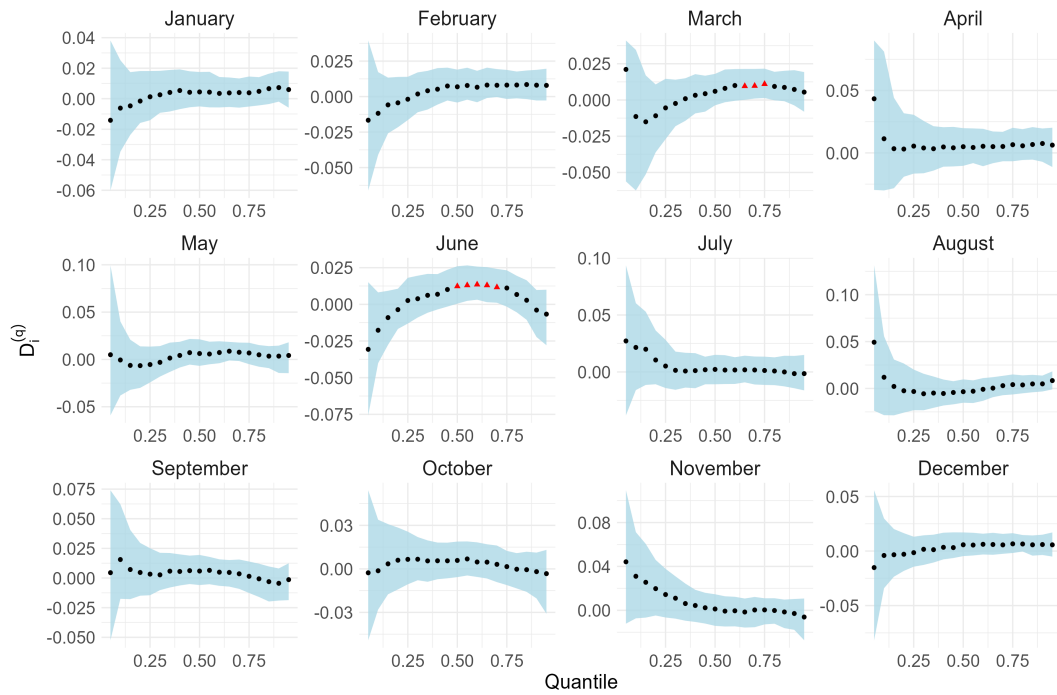 January February March April
0.04
0.02
0.00
-0.02
-0.04
-0.06
0.25 0.50 0.75
0.025
0.000
-0.025
-0.050
0.25 0.50 0.75
0.025
0.000
-0.025
-0.050
0.25 0.50 0.75
0.05
0.00
0.25 0.50 0.75
May June July August
0.10
0.05
0.00
-0.05
0.25 0.50 0.75
0.025
0.000
-0.025
-0.050
-0.075
0.25 0.50 0.75
0.10
0.05
0.00
0.25 0.50 0.75
0.10
0.05
0.00
0.25 0.50 0.75
September October November December
0.075
0.050
0.025
0.000
-0.025
-0.050
0.25 0.50 0.75
0.03
0.00
-0.03
0.25 0.50 0.75
0.08
0.04
0.00
0.25 0.50 0.75
0.05
0.00
-0.05
0.25 0.50 0.75
D_i^(q)
Quantile